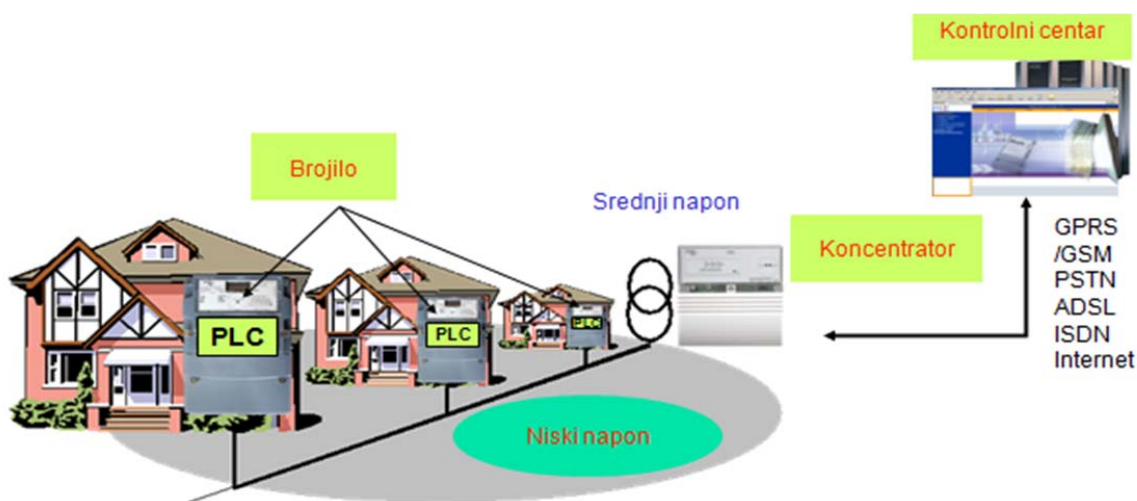 Kontrolni centar
Brojilo
Srednji napon
Koncentrator
GPRS
/GSM
PSTN
ADSL
ISDN
Internet
PLC
PLC
PLC
Niski napon